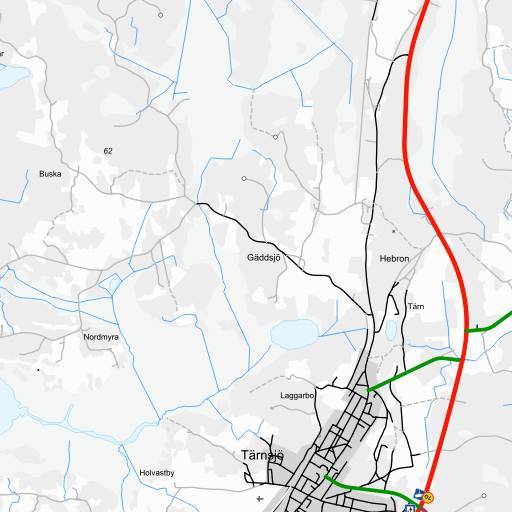 62
Buska
Gäddsjö
Hebron
Tärn
Nordmyra
Laggarbo
Tärnsjö
Holvastby